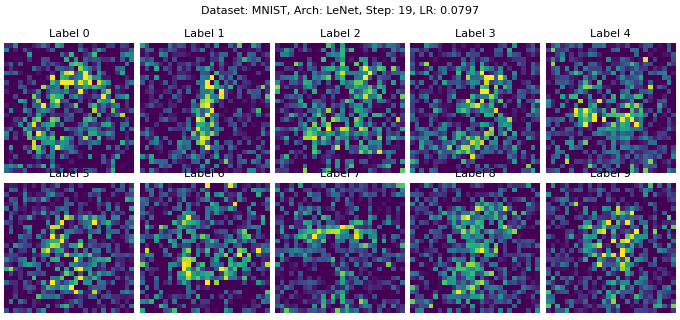 Dataset: MNIST, Arch: LeNet, Step: 19, LR: 0.0797
Label 0 Label 1 Label 2 Label 3 Label 4
Label 5 Label 6 Label 7 Label 8 Label 9